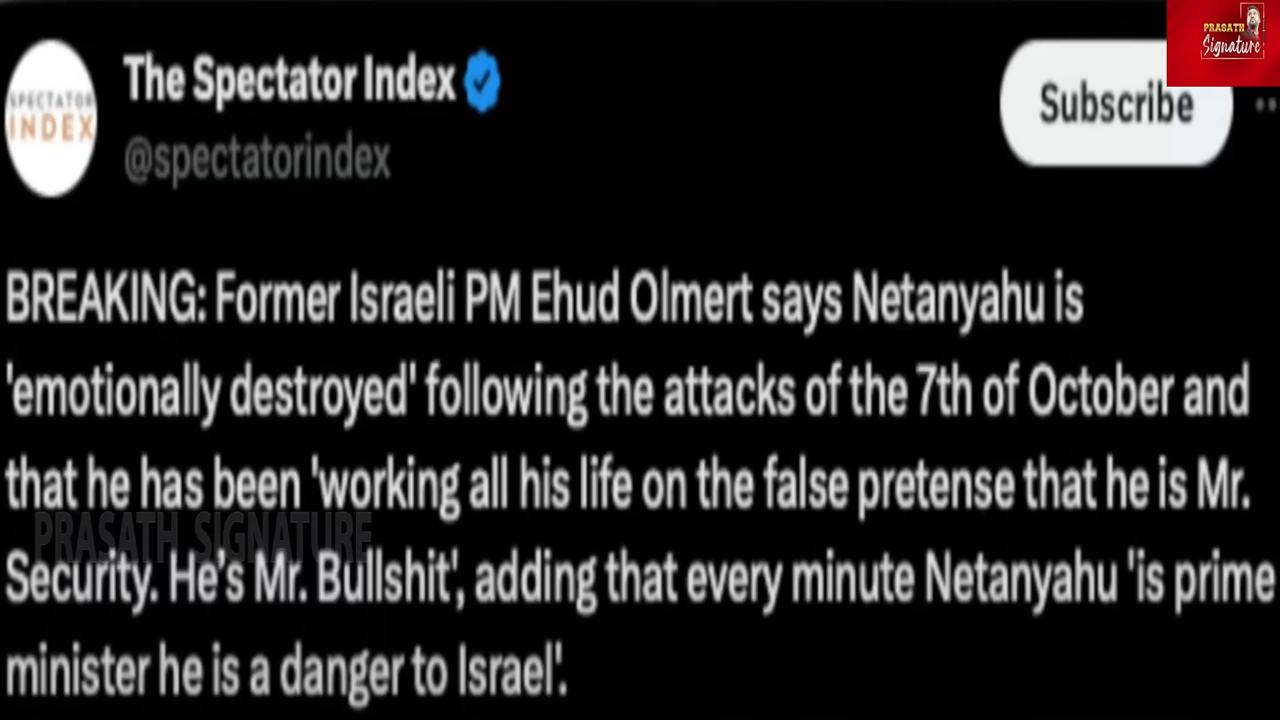 The Spectator Index
@spectatorindex
SPECTATOR
INDEX
Subscribe
PRASATH
Signature
BREAKING: Former Israeli PM Ehud Olmert says Netanyahu is
'emotionally destroyed' following the attacks of the 7th of October and
that he has been 'working all his life on the false pretense that he is Mr.
PRASATH SIGNATURE
Security. He's Mr. Bullshit', adding that every minute Netanyahu 'is prime
minister he is a danger to Israel'.